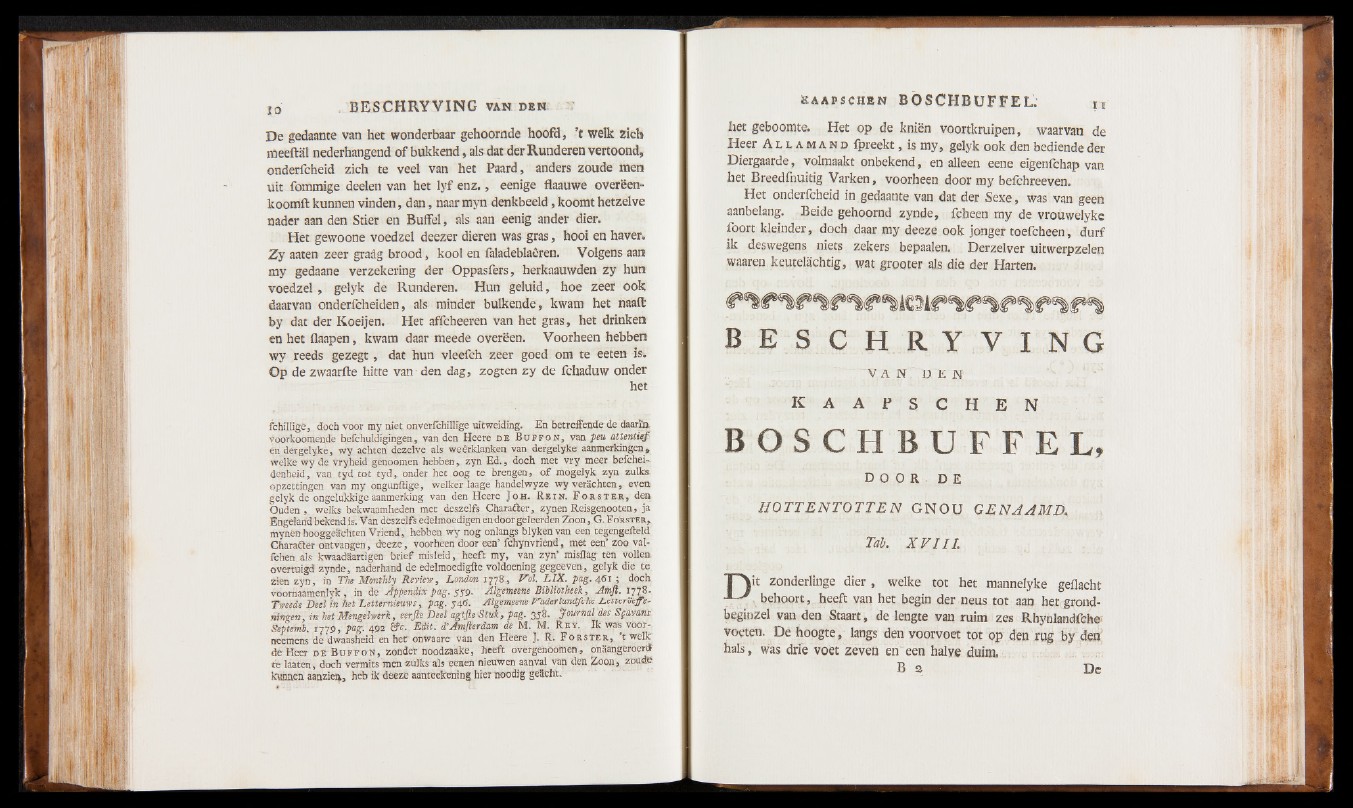 10 BESCHRYVING VAN DEN
De gedaante van het wonderbaar gehoornde hoofd, 't welk zich
meeſtäl nederhangend of bukkend, als dat der Runderen vertoond,
onderſcheid zich te veel van het Paard, anders zoude men
uit ſommige deelen van het lyf enz., eenige flaauwe overëen-
koomſt kunnen vinden, dan, naar myn denkbeeld, koomt hetzelve
nader aan den Stier en Buffel, als aan eenig ander dier.
Het gewoone voedzel deezer dieren was gras, hooi en haver.
Zy aaten zeer graäg brood, kool en ſaladeblaêren. Volgens aan
my gedaane verzekering der Oppasfers, herkaauwden zy hun
voedzel, gelyk de Runderen. Hun geluid, hoe zeer ook
daarvan onderſcheiden, als minder bulkende, kwam het naaſt
by dat der Koeijen. Het afſcheeren van het gras, het drinken
en het ſlaapen, kwam daar meede overëen. Voorheen hebben
wy reeds gezegt, dat hun vleeſch zeer goed om te eeten is.
Op de zwaarſte hitte van den dag, zogten zy de ſchaduw onder
het
ſchillige, doch voor my niet onverſchillige uitweiding. En betreffende de daarin
voorkoomende beſchuldigingen, van den Heere DE BUFFON, van peu attentief
en dergelyke, wy achten dezelve als weêrklanken van dergelyke aanmerkingen,
welke wy de vryheid genoomen hebben, zyn Ed., doch met vry meer beſchei-
denheid, van tyd tot tyd, onder het oog te brengen, of mogelyk zyn zulks
opzettingen van my ongunſtige, welker laage handelwyze wy verächten, even
gelyk de ongelukkige aanmerking van den Heere JOH. REIN. FORSTER, den
Ouden, welks bekwaamheden met deszelfs Character, zynen Reisgenooten, ja
Engeland bekend is. Van deszelfs edelmoedigen en doorgeleerden Zoon, G. FORSTER,
mynen hooggeächten Vriend, hebben wy nog onlangs blyken van een tegengeſteld
Character ontvangen, deeze, voorheen door een' ſchynvriend, met een' zoo val-
ſchen als kwaadäartigen brief misleid, heeft my, van zyn' misſlag ten vollen
overtuigd zynde, naderhand de edelmoedigſte voldoening gegeeven, gelyk die te
zien zyn, in The Monthly Review, London 1778, Vol. LIX. pag. 461; doch
voornaamenlyk, in de Appendix pag. 559. Algemeene Bibliotheek, Amſt. 1778.
Tweede Deel in het Letternieuws, pag. 546. Algemeene Vaderlandſche Letteröeffe-
ningen, in het Mengelwerk, eerſte Deel agtſte Stuk, pag. 358. Journal des Sçavans
Septemb. 1779, pag. 492 &c. Edit. d'Amſterdam de M. M. REY. Ik was voor-
neemens de dwaasheid en het onwaare van den Heere J. R. FORSTER, 't welk
de Heer DE BUFFON, zonder noodzaake, heeft overgenoomen, onäangeroerd
te laaten, doch vermits men zulks als eenen nieuwen aanval van den Zoon, zoude
kunnen aanzien, heb ik deeze aanteekening hier noodig geächt.
KAAPSCHEN BOSCHBUFFEL. 11
het geboomte. Het op de kniën voortkruipen, waarvan de
Heer ALLAMAND ſpreekt, is my, gelyk ook den bediende der
Diergaarde, volmaakt onbekend, en alleen eene eigenſchap van
het Breedſnuitig Varken, voorheen door my beſchreeven.
Het onderſcheid in gedaante van dat der Sexe, was van geen
aanbelang. Beide gehoornd zynde, ſcheen my de vrouwelyke
ſoort kleinder, doch daar my deeze ook jonger toeſcheen, durf
ik deswegens niets zekers bepaalen. Derzelver uitwerpzelen
waaren keutelächtig, wat grooter als die der Harten.
BESCHRYVING
VAN DEN
KAAPSCHEN
BOSCHBUFFEL,
DOOR DE
HOTTENTOTTEN GNOU GENAAMD.
Tab. XVIII.
Dit zonderlinge dier, welke tot het mannelyke geſlacht
behoort, heeft van het begin der neus tot aan het grond-
beginzel van den Staart, de lengte van ruim zes Rhynlandſche
voeten. De hoogte, langs den voorvoet tot op den rug by den
hals, was drie voet zeven en een halve duim.
B 2 De